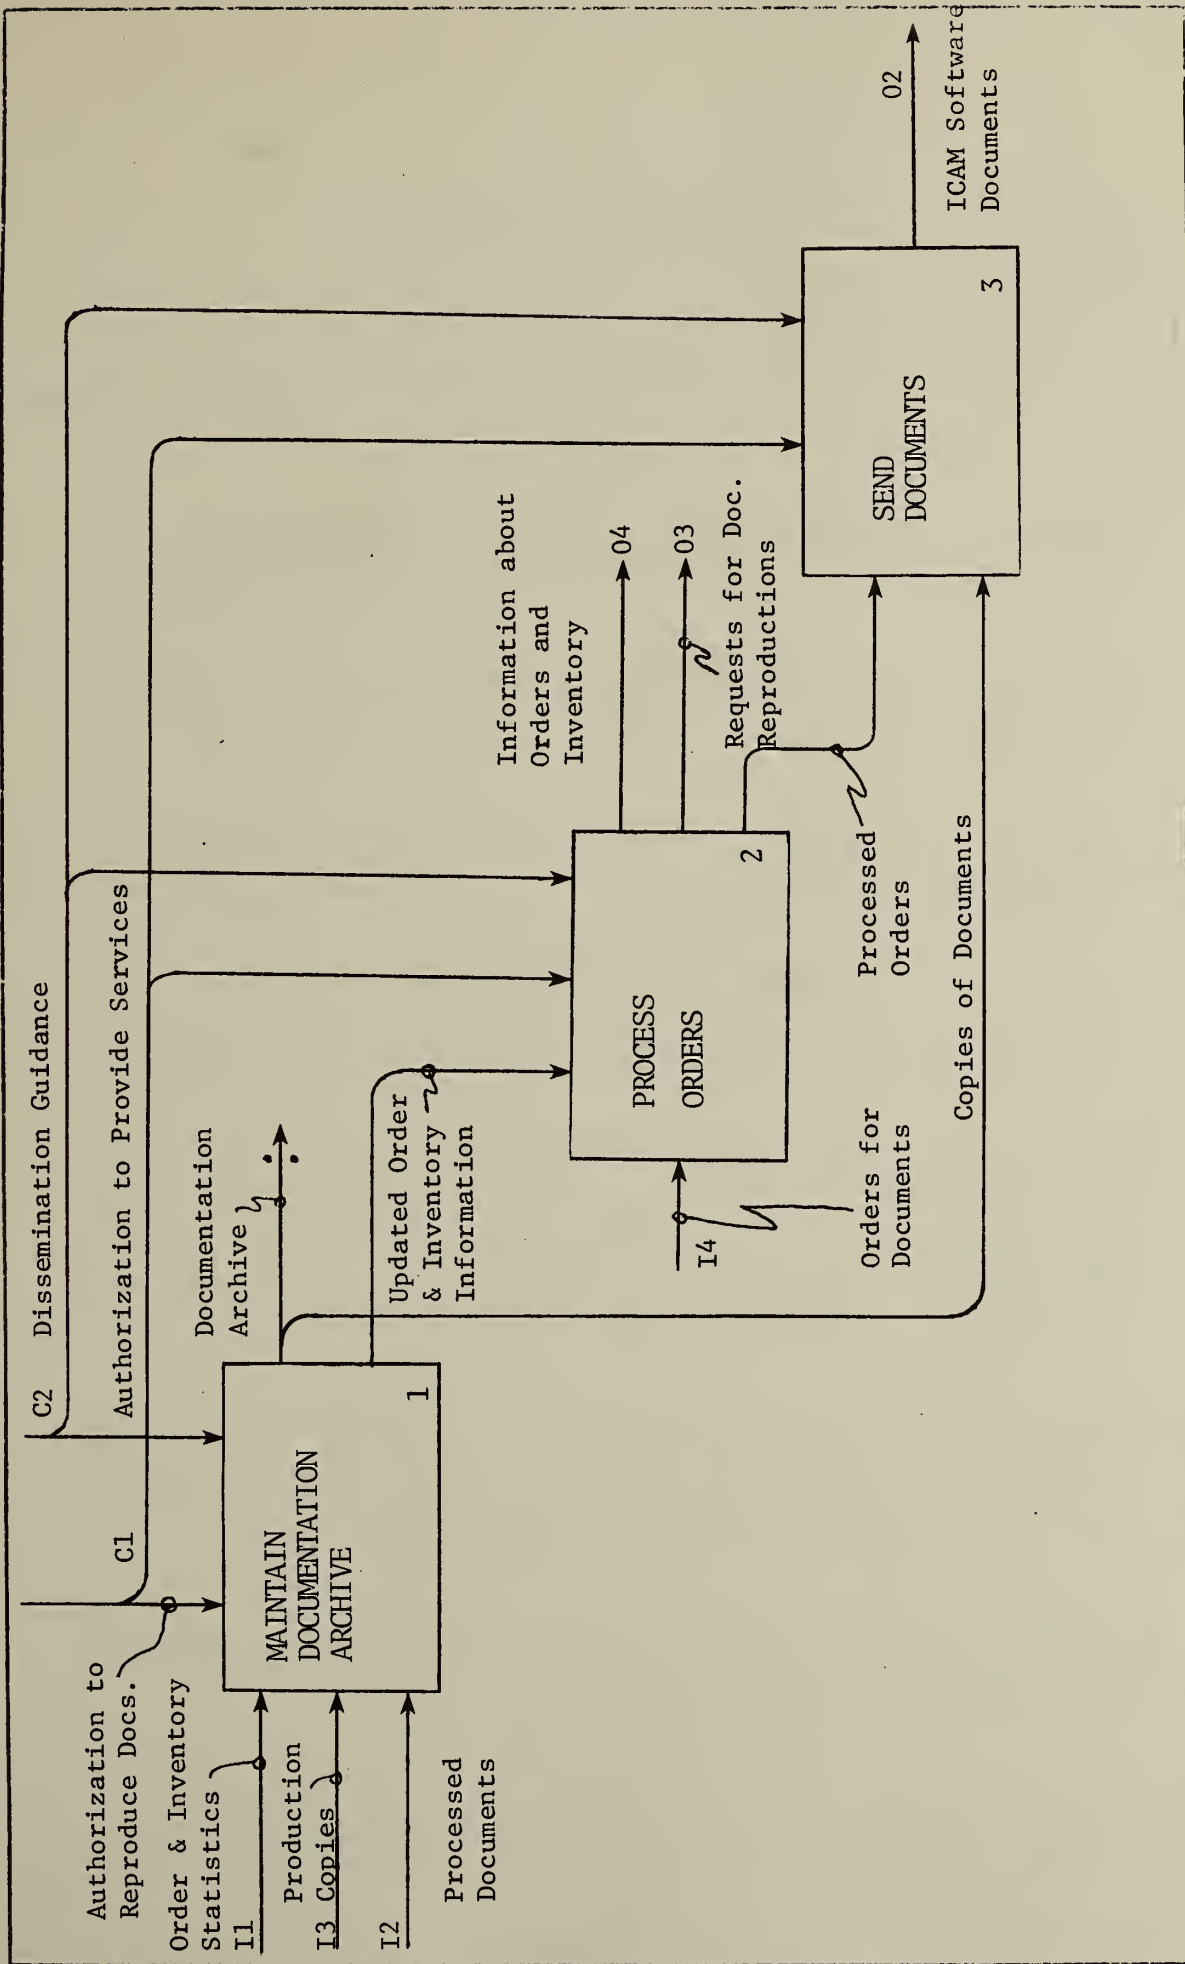 C2 Dissemination Guidance
C1
Authorization to Provide Services
Authorization to
Reproduce Docs.
Order & Inventory
Statistics
I1
Production
I3 Copies
I2
Processed
Documents
MAINTAIN
DOCUMENTATION
ARCHIVE
1
Documentation
Archive
Updated Order
& Inventory
Information
I4
Orders for
Documents
PROCESS
ORDERS
2
Information about
Orders and
Inventory
04
03
Requests for Doc.
Reproductions
Processed
Orders
Copies of Documents
SEND
DOCUMENTS
3
02
ICAM Software
Documents